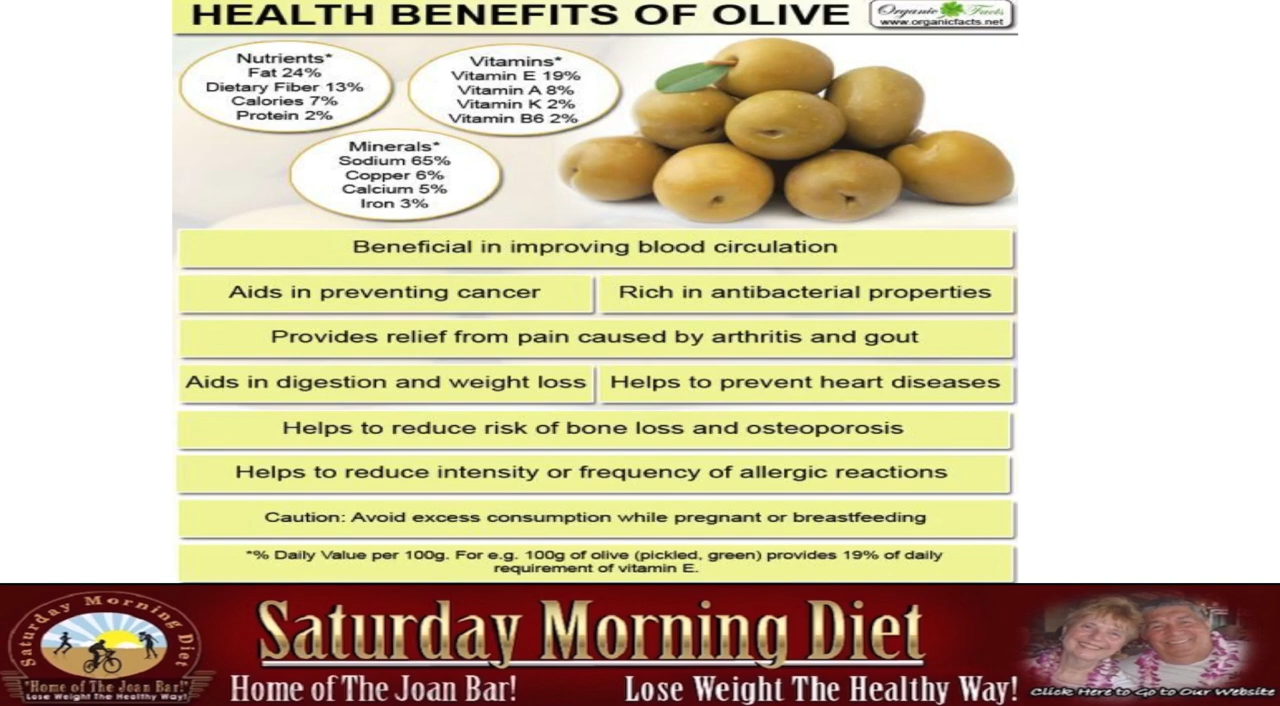 HEALTH BENEFITS OF OLIVE
Organic Facts
www.organicfacts.net
Nutrients*
Fat 24%
Dietary Fiber 13%
Calories 7%
Protein 2%
Vitamins*
Vitamin E 19%
Vitamin A 8%
Vitamin K 2%
Vitamin B6 2%
Minerals*
Sodium 65%
Copper 6%
Calcium 5%
Iron 3%
Beneficial in improving blood circulation
Aids in preventing cancer
Rich in antibacterial properties
Provides relief from pain caused by arthritis and gout
Aids in digestion and weight loss
Helps to prevent heart diseases
Helps to reduce risk of bone loss and osteoporosis
Helps to reduce intensity or frequency of allergic reactions
Caution: Avoid excess consumption while pregnant or breastfeeding
*% Daily Value per 100g. For e.g. 100g of olive (pickled, green) provides 19% of daily
requirement of vitamin E.
Saturday Morning Diet
"Home of The Joan Bar!"
Lose Weight The Healthy Way!
Saturday Morning Diet
Home of The Joan Bar!
Lose Weight The Healthy Way!
Click Here to Go to Our Website